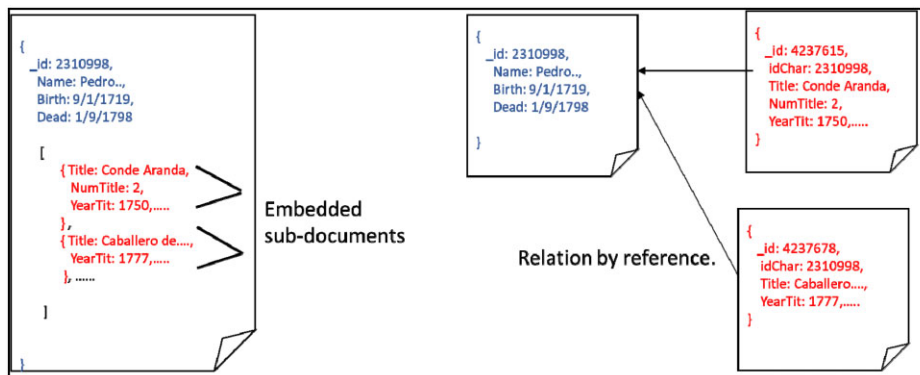 {
_id: 2310998,
Name: Pedro..,
Birth: 9/1/1719,
Dead: 1/9/1798
[
{ Title: Conde Aranda,
NumTitle: 2,
YearTit: 1750,.....
},
{ Title: Caballero de....,
YearTit: 1777,.....
}, ......
]
}
Embedded
sub-documents
{
_id: 2310998,
Name: Pedro..,
Birth: 9/1/1719,
Dead: 1/9/1798
}
Relation by reference.
{
_id: 4237615,
idChar: 2310998,
Title: Conde Aranda,
NumTitle: 2,
YearTit: 1750,.....
}
{
_id: 4237678,
idChar: 2310998,
Title: Caballero....,
YearTit: 1777,.....
}